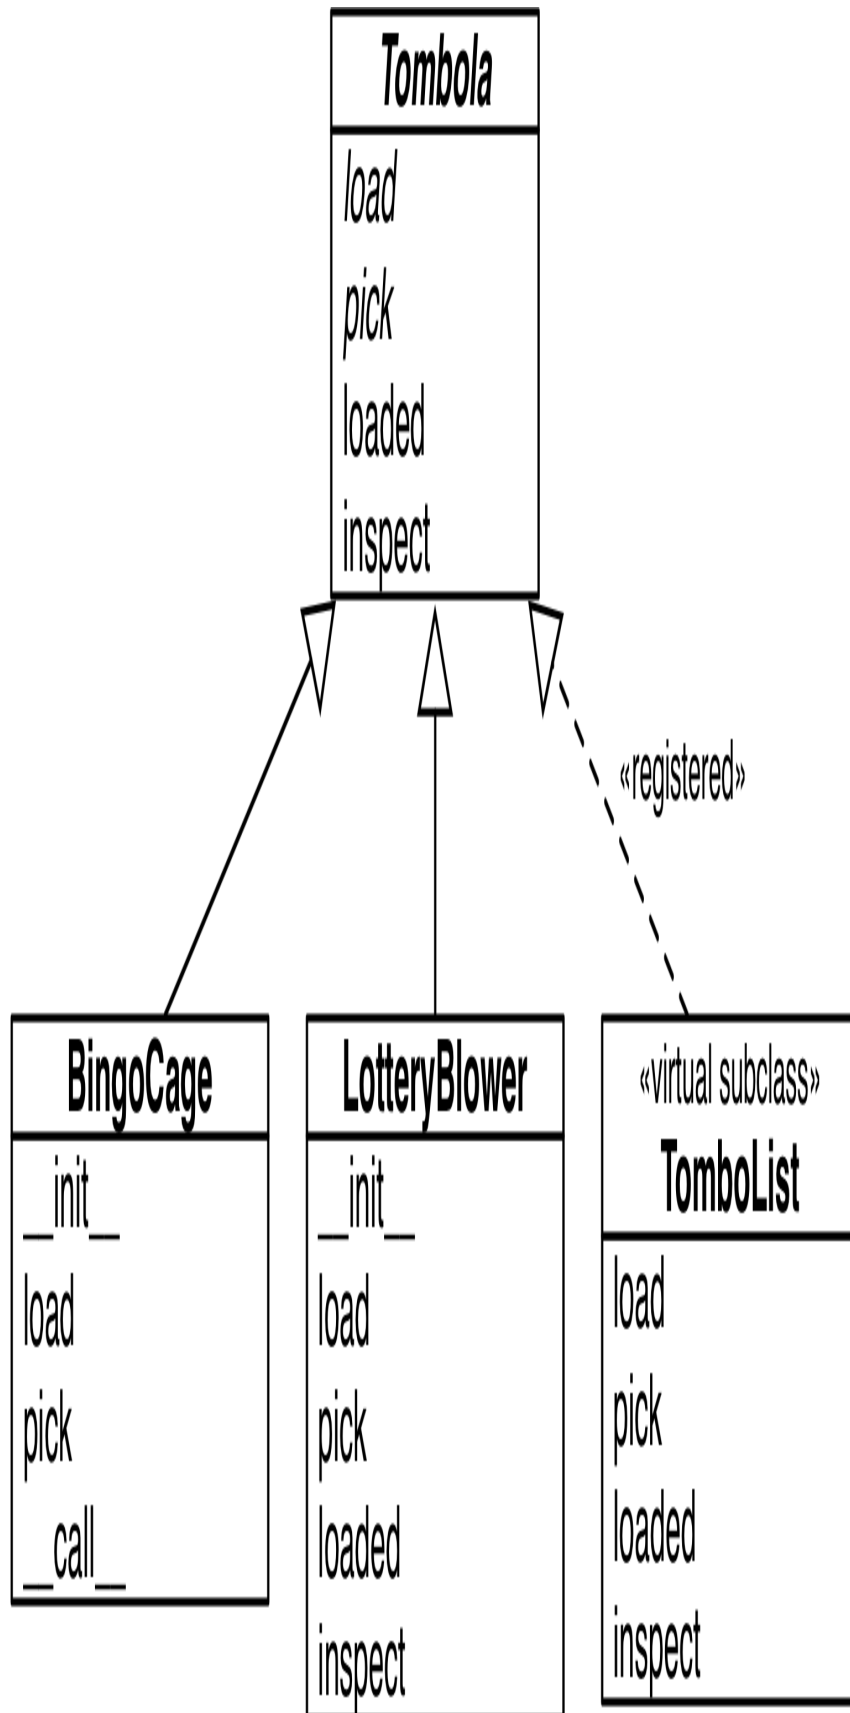 Tombola
load
pick
loaded
inspect
«registered»
BingoCage
__init__
load
pick
__call__
LotteryBlower
__init__
load
pick
loaded
inspect
«virtual subclass»
TomboList
load
pick
loaded
inspect